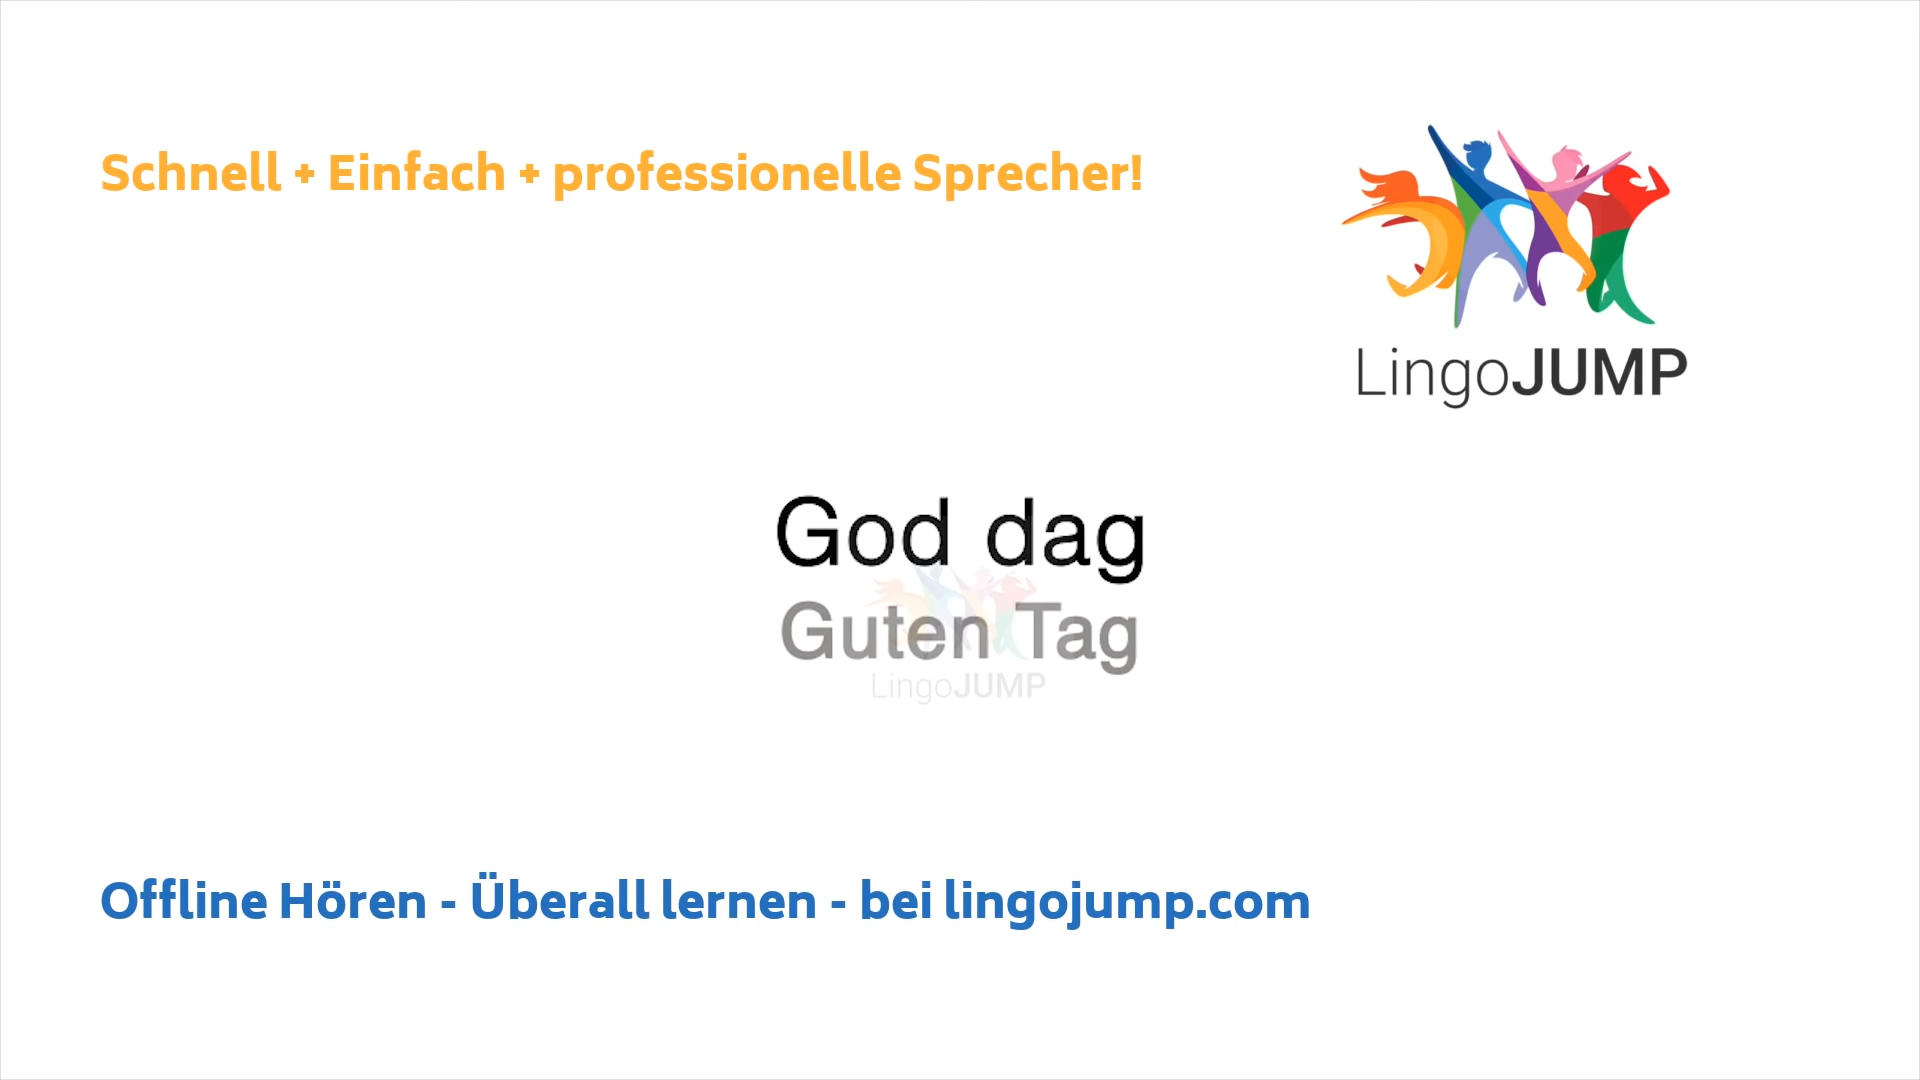 Schnell + Einfach + professionelle Sprecher!
LingoJUMP
God dag
Guten Tag
LingoJUMP
Offline Hören - Überall lernen - bei lingojump.com